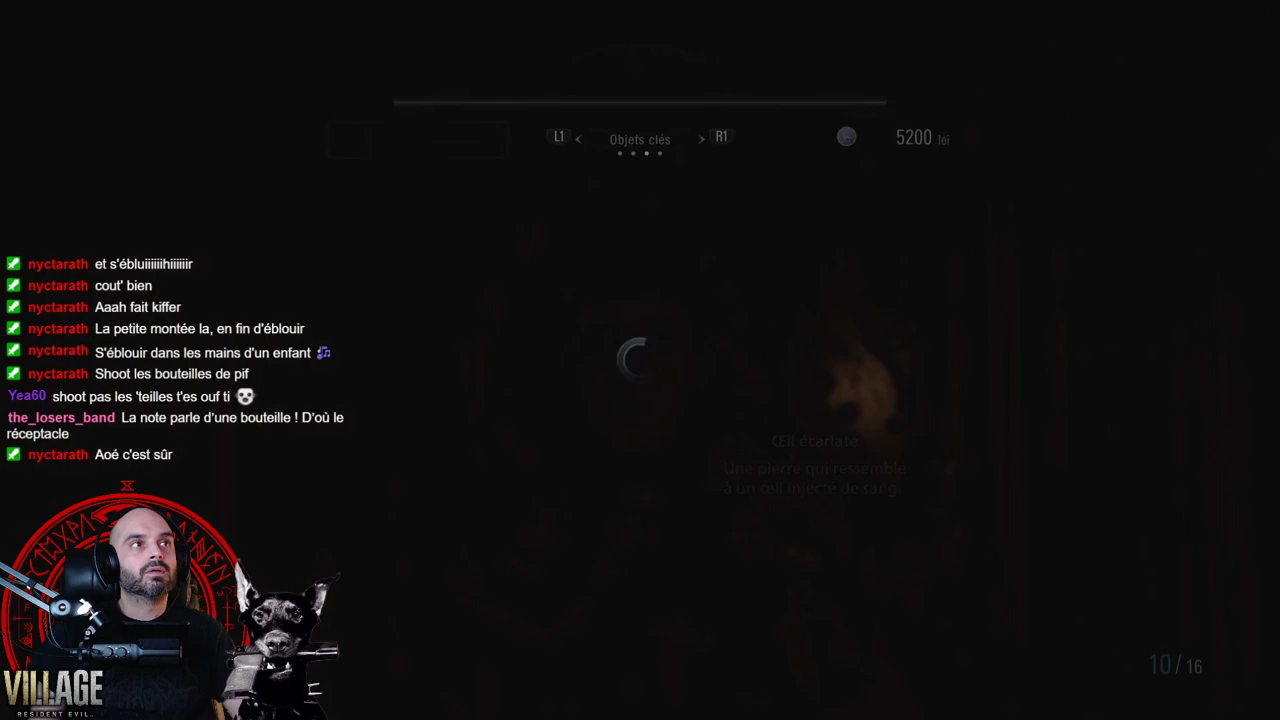 L1 < Objets clés > R1
5200 lei
nyctarath et s'ébluiiiiiihiiiiiir
nyctarath cout' bien
nyctarath Aaah fait kiffer
nyctarath La petite montée la, en fin d'éblouir
nyctarath S'éblouir dans les mains d'un enfant 🎶
nyctarath Shoot les bouteilles de pif
Yea60 shoot pas les 'teilles t'es ouf ti
the_losers_band La note parle d'une bouteille ! D'où le
réceptacle
nyctarath Aoé c'est sûr
Œil écarlate
Une pierre qui ressemble
à un œil injecté de sang.
10/16
VILLAGE
RESIDENT EVIL